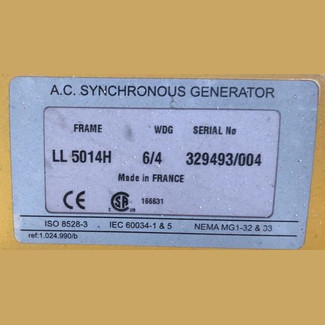 A.C. SYNCHRONOUS GENERATOR
FRAME WDG SERIAL No
LL 5014H 6/4 329493/004
Made in FRANCE
CE SA 166631
ISO 8528-3 IEC 60034-1 & 5 NEMA MG1-32 & 33
ref:1.024.990/b